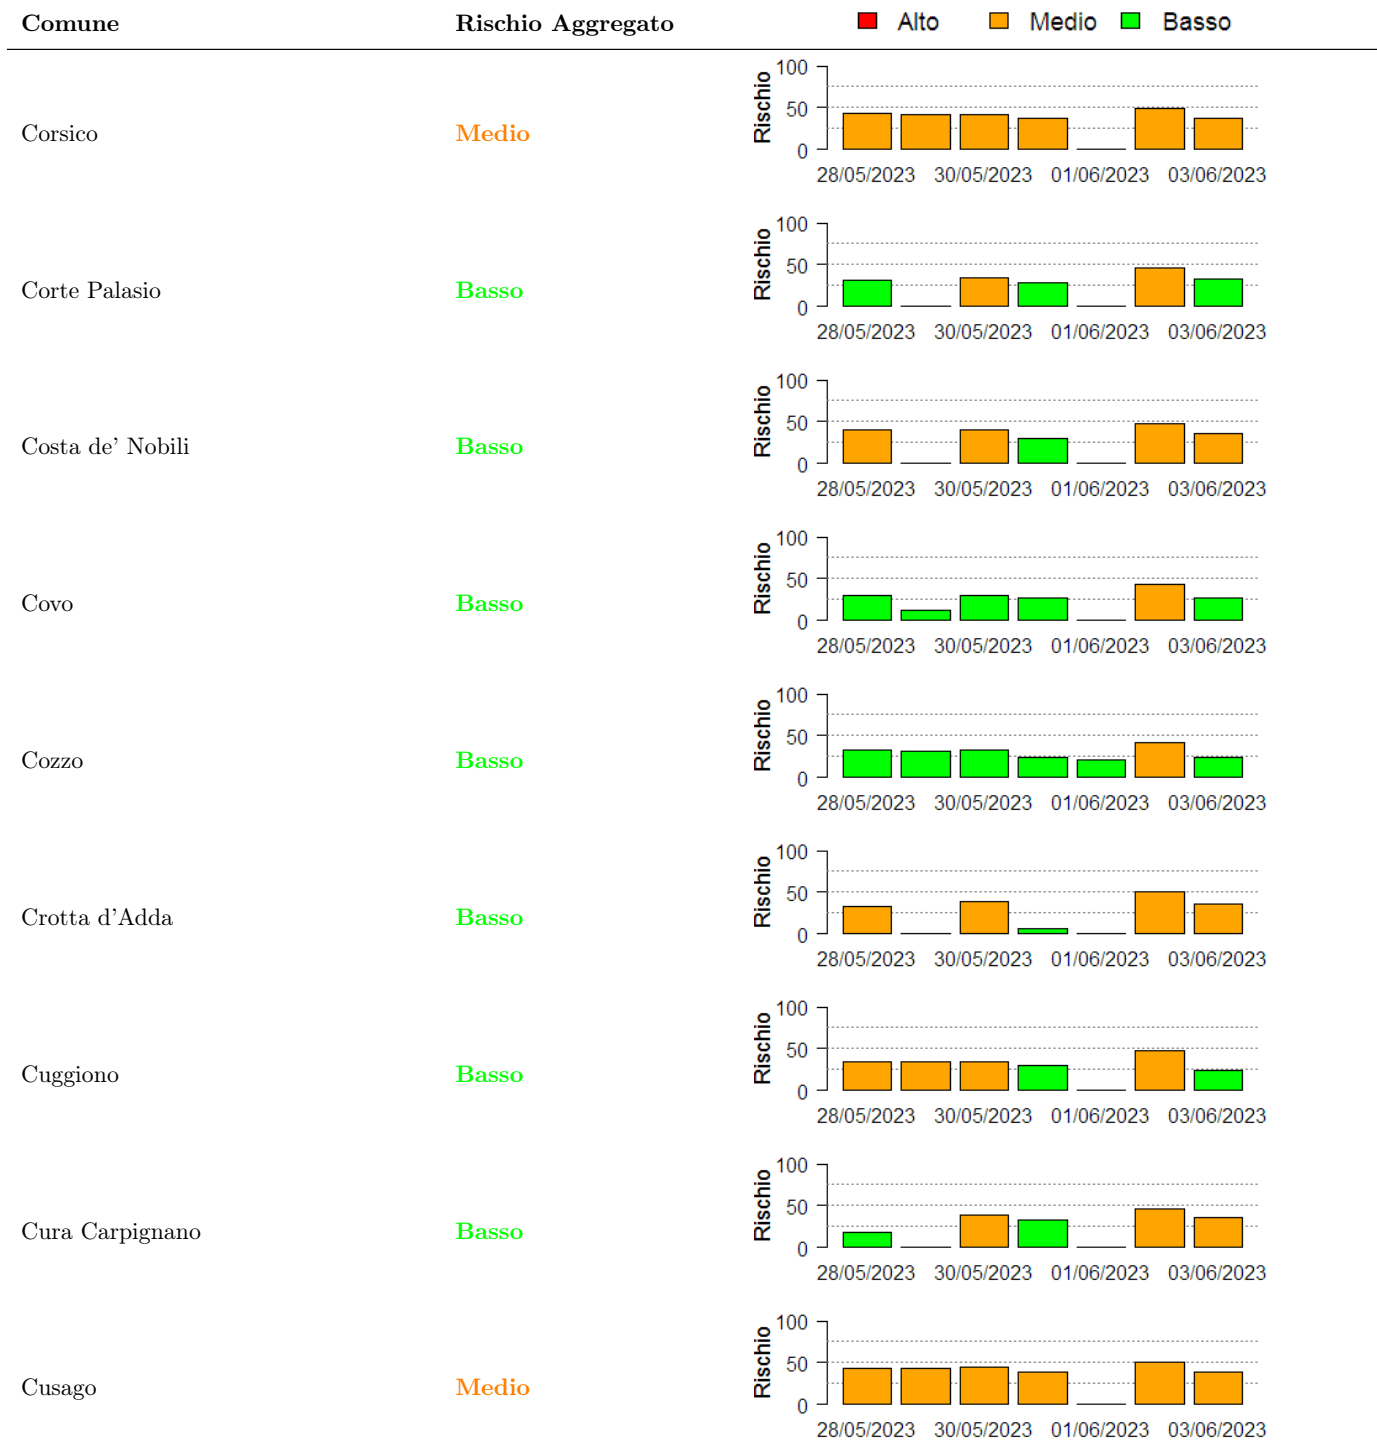 Comune Rischio Aggregato Alto Medio Basso
100
50
0
Rischio
Corsico Medio
28/05/2023 30/05/2023 01/06/2023 03/06/2023
100
50
0
Rischio
Corte Palasio Basso
28/05/2023 30/05/2023 01/06/2023 03/06/2023
100
50
0
Rischio
Costa de' Nobili Basso
28/05/2023 30/05/2023 01/06/2023 03/06/2023
100
50
0
Rischio
Covo Basso
28/05/2023 30/05/2023 01/06/2023 03/06/2023
100
50
0
Rischio
Cozzo Basso
28/05/2023 30/05/2023 01/06/2023 03/06/2023
100
50
0
Rischio
Crotta d'Adda Basso
28/05/2023 30/05/2023 01/06/2023 03/06/2023
100
50
0
Rischio
Cuggiono Basso
28/05/2023 30/05/2023 01/06/2023 03/06/2023
100
50
0
Rischio
Cura Carpignano Basso
28/05/2023 30/05/2023 01/06/2023 03/06/2023
100
50
0
Rischio
Cusago Medio
28/05/2023 30/05/2023 01/06/2023 03/06/2023